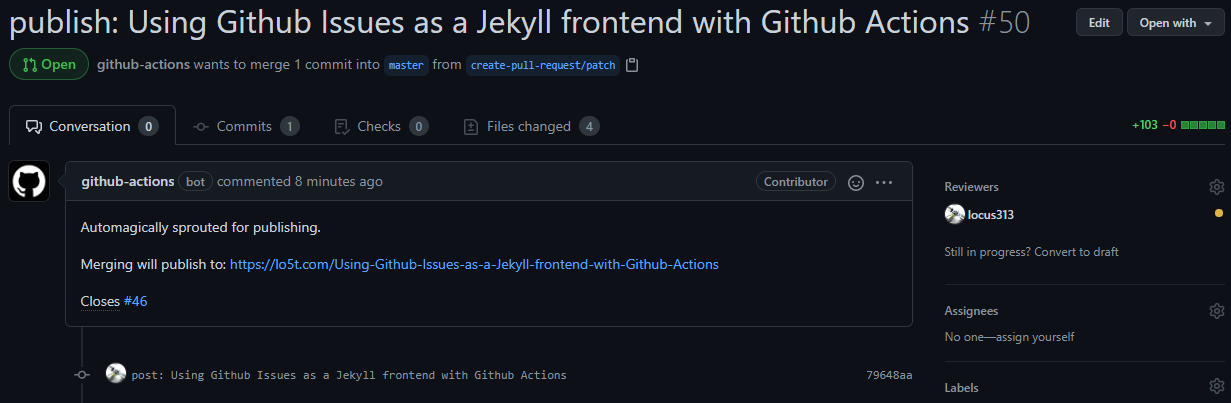 publish: Using Github Issues as a Jekyll frontend with Github Actions #50
Edit
Open with
Open
github-actions wants to merge 1 commit into master from create-pull-request/patch
Conversation 0
Commits 1
Checks 0
Files changed 4
+103 −0
github-actions bot commented 8 minutes ago
Contributor
Automagically sprouted for publishing.
Merging will publish to: https://lo5t.com/Using-Github-Issues-as-a-Jekyll-frontend-with-Github-Actions
Closes #46
post: Using Github Issues as a Jekyll frontend with Github Actions
79648aa
Reviewers
locus313
Still in progress? Convert to draft
Assignees
No one—assign yourself
Labels